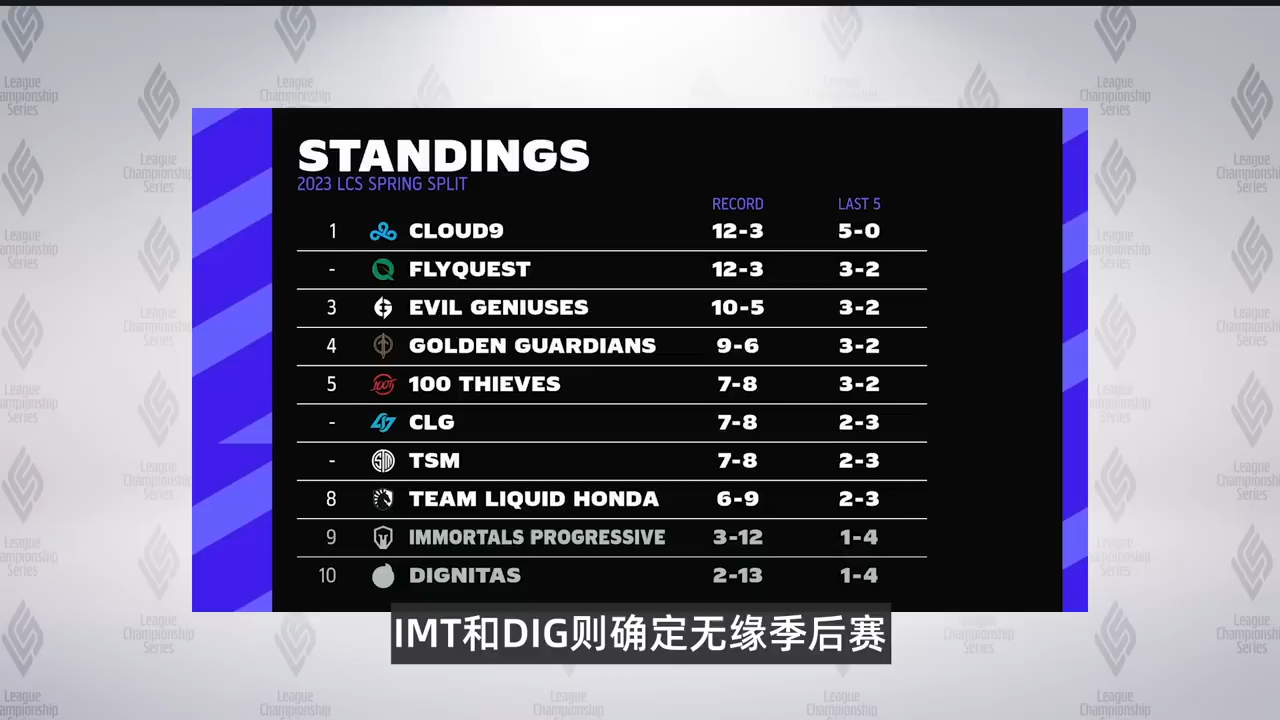 STANDINGS
2023 LCS SPRING SPLIT
RECORD LAST 5
1 CLOUD9 12-3 5-0
- FLYQUEST 12-3 3-2
3 EVIL GENIUSES 10-5 3-2
4 GOLDEN GUARDIANS 9-6 3-2
5 100 THIEVES 7-8 3-2
- CLG 7-8 2-3
- TSM 7-8 2-3
8 TEAM LIQUID HONDA 6-9 2-3
9 IMMORTALS PROGRESSIVE 3-12 1-4
10 DIGNITAS 2-13 1-4
IMT和DIG则确定无缘季后赛
League
Championship
Series